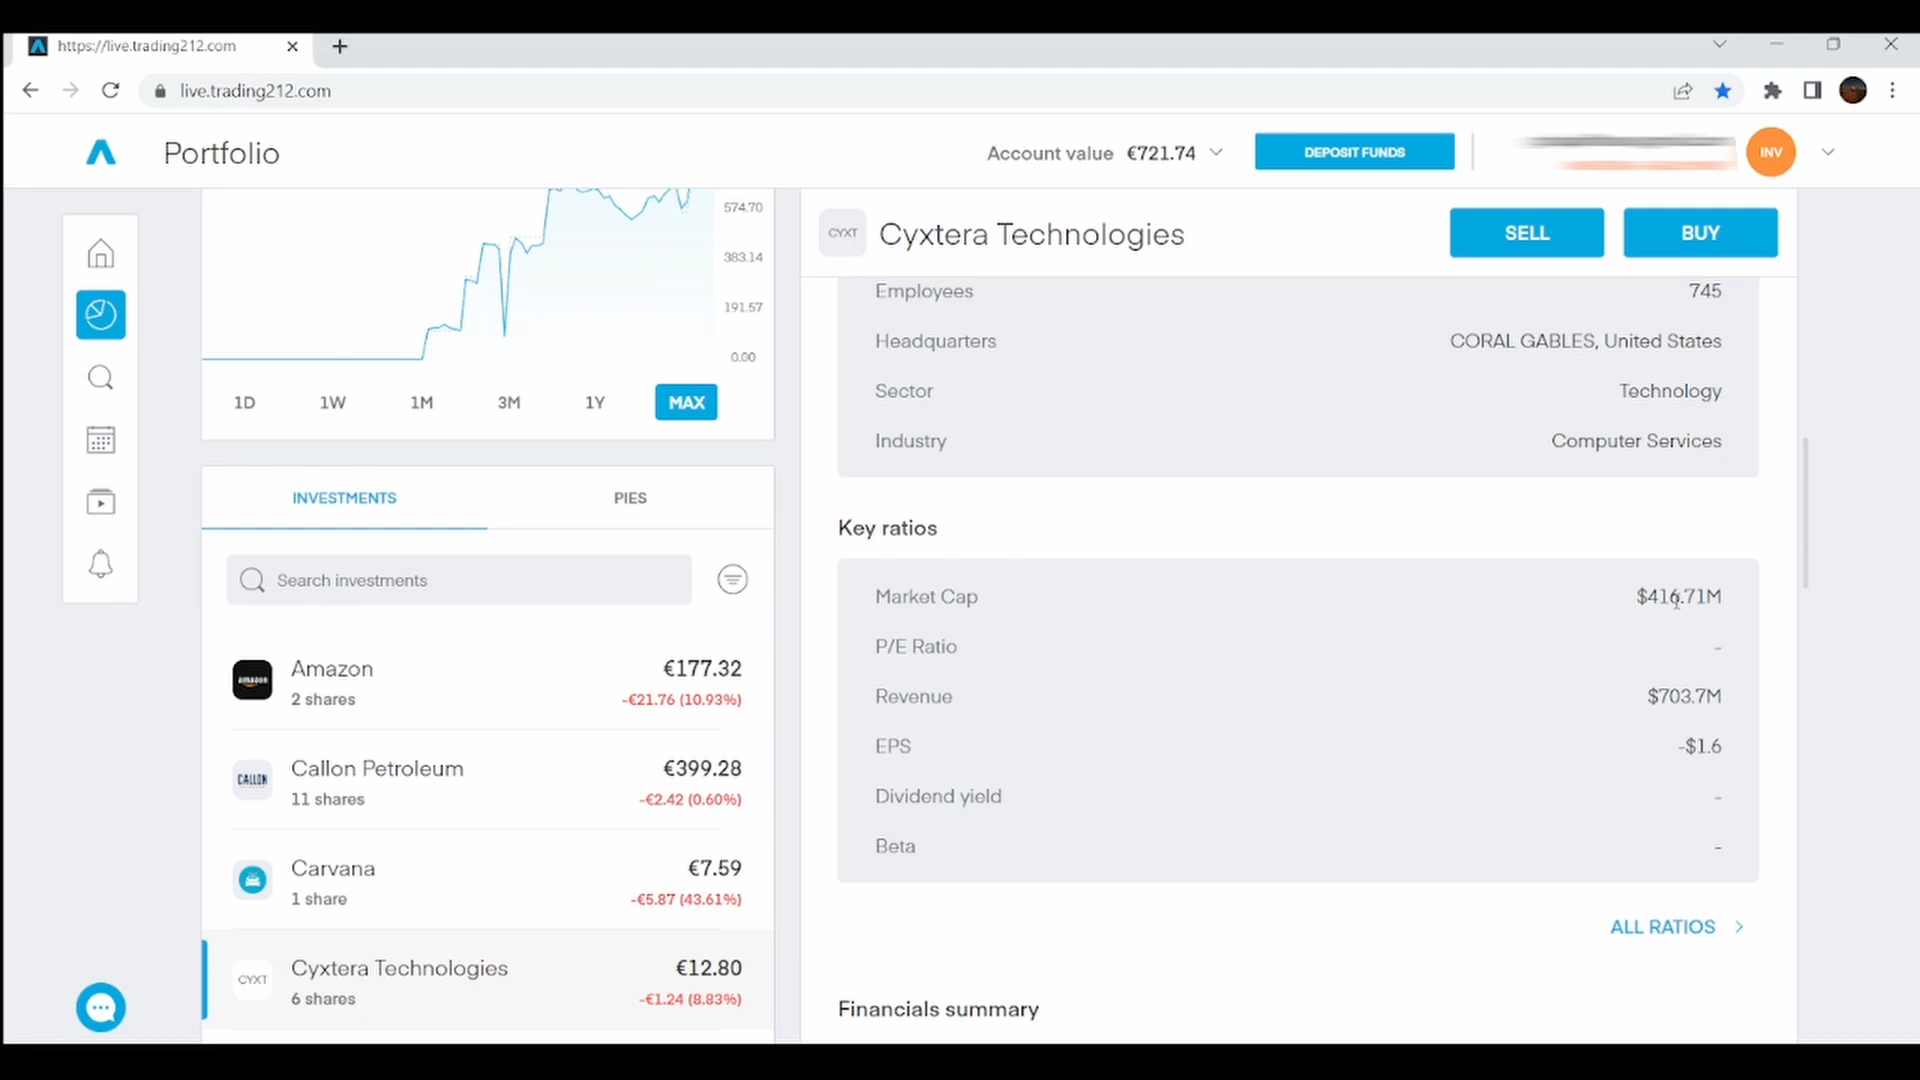 https://live.trading212.com
live.trading212.com
Portfolio
Account value €721.74
DEPOSIT FUNDS
INV
574.70
383.14
191.57
0.00
1D 1W 1M 3M 1Y MAX
INVESTMENTS PIES
Search investments
amazon
Amazon €177.32
2 shares -€21.76 (10.93%)
CALLON
Callon Petroleum €399.28
11 shares -€2.42 (0.60%)
Carvana €7.59
1 share -€5.87 (43.61%)
CYXT
Cyxtera Technologies €12.80
6 shares -€1.24 (8.83%)
CYXT
Cyxtera Technologies
SELL BUY
Employees 745
Headquarters CORAL GABLES, United States
Sector Technology
Industry Computer Services
Key ratios
Market Cap $416.71M
P/E Ratio -
Revenue $703.7M
EPS -$1.6
Dividend yield -
Beta -
ALL RATIOS
Financials summary